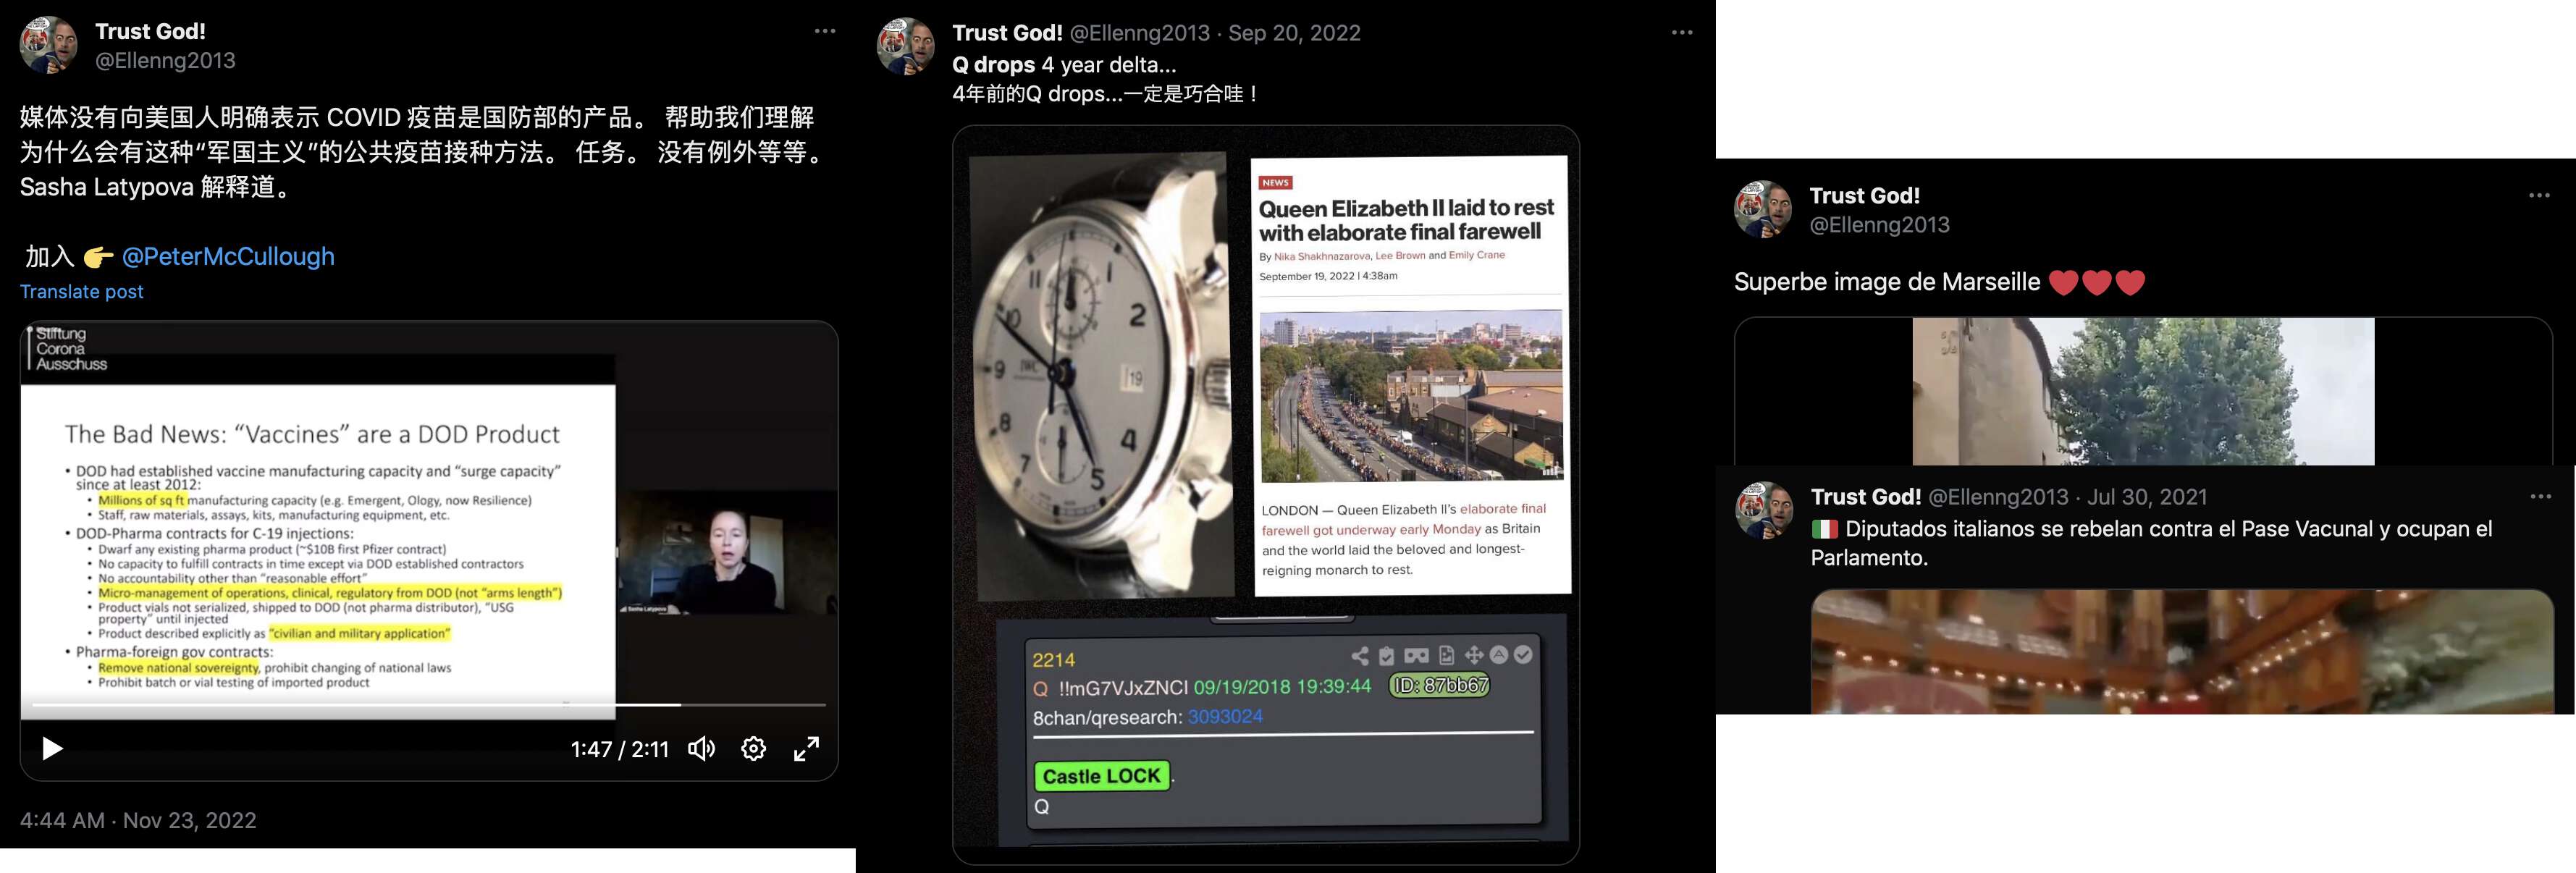 Trust God!
@Ellenng2013
媒体没有向美国人明确表示 COVID 疫苗是国防部的产品。 帮助我们理解
为什么会有这种“军国主义”的公共疫苗接种方法。 任务。 没有例外等等。
Sasha Latypova 解释道。
加入 👉 @PeterMcCullough
Translate post
Stiftung
Corona
Ausschuss
The Bad News: “Vaccines” are a DOD Product
• DOD had established vaccine manufacturing capacity and “surge capacity”
since at least 2012:
• Millions of sq ft manufacturing capacity (e.g. Emergent, Ology, now Resilience)
• Staff, raw materials, assays, kits, manufacturing equipment, etc.
• DOD-Pharma contracts for C-19 injections:
• Dwarf any existing pharma product (~$10B first Pfizer contract)
• No capacity to fulfill contracts in time except via DOD established contractors
• No accountability other than “reasonable effort”
• Micro-management of operations, clinical, regulatory from DOD (not “arms length”)
• Product vials not serialized, shipped to DOD (not pharma distributor), “USG
property” until injected
• Product described explicitly as “civilian and military application”
• Pharma-foreign gov contracts:
• Remove national sovereignty, prohibit changing of national laws
• Prohibit batch or vial testing of imported product
Sasha Latypova
1:47 / 2:11
4:44 AM · Nov 23, 2022
Trust God! @Ellenng2013 · Sep 20, 2022
Q drops 4 year delta...
4年前的Q drops...一定是巧合哇！
11
1
10
2
9
IWC
19
8
4
7
5
NEWS
Queen Elizabeth II laid to rest
with elaborate final farewell
By Nika Shakhnazarova, Lee Brown and Emily Crane
September 19, 2022 | 4:38am
LONDON — Queen Elizabeth II’s elaborate final
farewell got underway early Monday as Britain
and the world laid the beloved and longest-
reigning monarch to rest.
2214
Q !!mG7VJxZNCI 09/19/2018 19:39:44 ID: 87bb67
8chan/qresearch: 3093024
Castle LOCK.
Q
Trust God!
@Ellenng2013
Superbe image de Marseille ❤️❤️❤️
Trust God! @Ellenng2013 · Jul 30, 2021
🇮🇹 Diputados italianos se rebelan contra el Pase Vacunal y ocupan el
Parlamento.